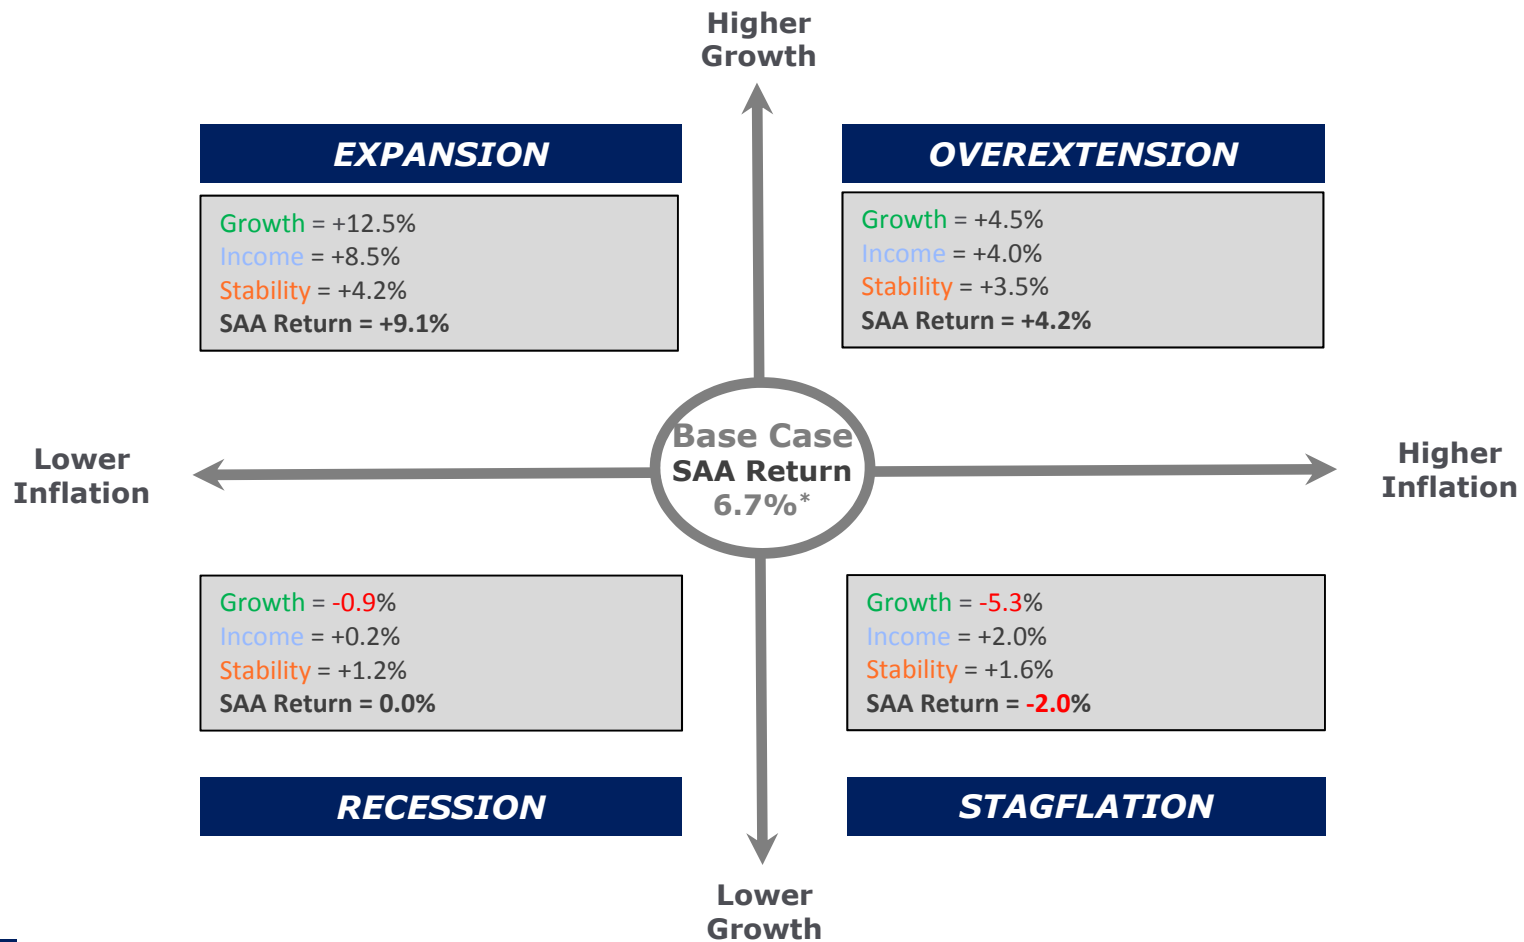 Higher
Growth
EXPANSION
Growth = +12.5%
Income = +8.5%
Stability = +4.2%
SAA Return = +9.1%
OVEREXTENSION
Growth = +4.5%
Income = +4.0%
Stability = +3.5%
SAA Return = +4.2%
Lower
Inflation
Base Case
SAA Return
6.7%*
Higher
Inflation
Growth = -0.9%
Income = +0.2%
Stability = +1.2%
SAA Return = 0.0%
RECESSION
Growth = -5.3%
Income = +2.0%
Stability = +1.6%
SAA Return = -2.0%
STAGFLATION
Lower
Growth